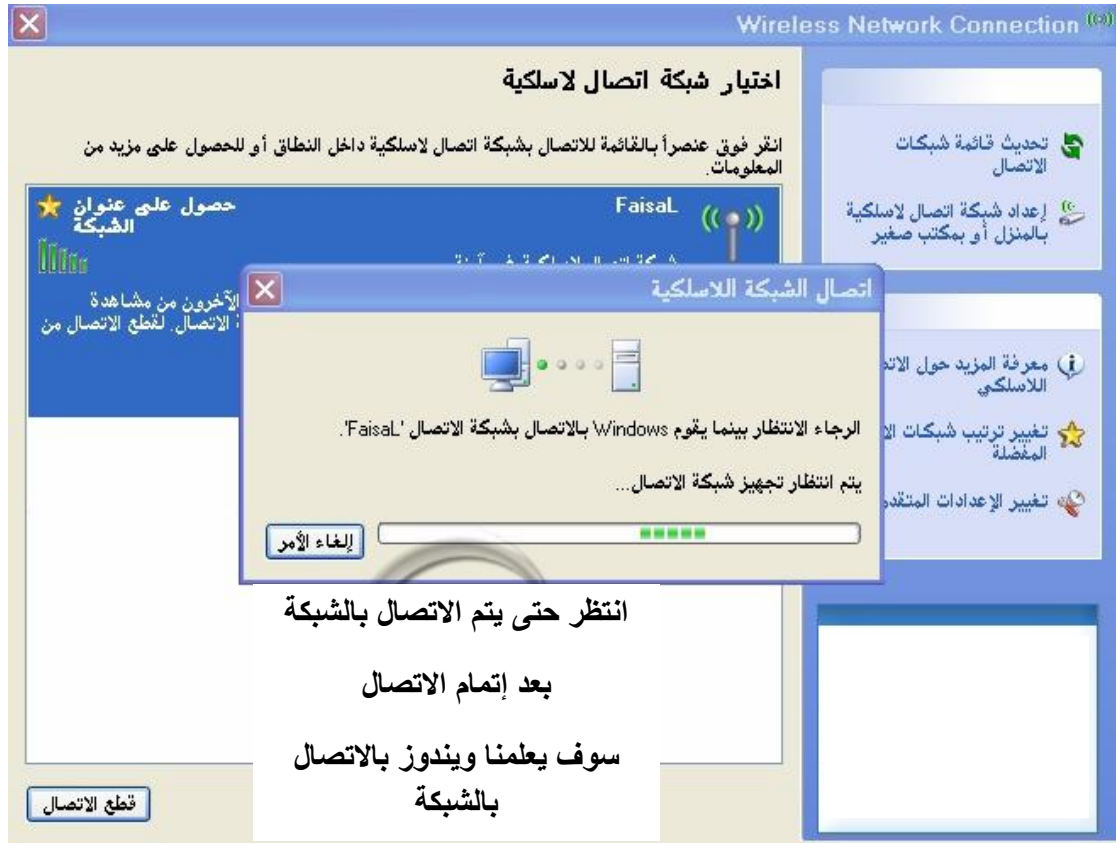 Wireless Network Connection
تحديث قائمة شبكات
الاتصال
إعداد شبكة اتصال لاسلكية
بالمنزل أو بمكتب صغير
معرفة المزيد حول
اللاسلكي
تغيير ترتيب شبكات
المفضلة
تغيير الإعدادات
اختيار شبكة اتصال لاسلكية
انقر فوق عنصراً بالقائمة للاتصال بشبكة اتصال لاسلكية داخل النطاق أو للحصول على مزيد من
المعلومات.
FaisaL
حصول على عنوان
الشبكة
الآخرون من مشاهدة
الاتصال. لقطع الاتصال من
اتصال الشبكة اللاسلكية
الرجاء الانتظار بينما يقوم Windows بالاتصال بشبكة الاتصال 'FaisaL'.
يتم انتظار تجهيز شبكة الاتصال...
إلغاء الأمر
انتظر حتى يتم الاتصال بالشبكة
بعد إتمام الاتصال
سوف يعلمنا ويندوز بالاتصال
بالشبكة
قطع الاتصال